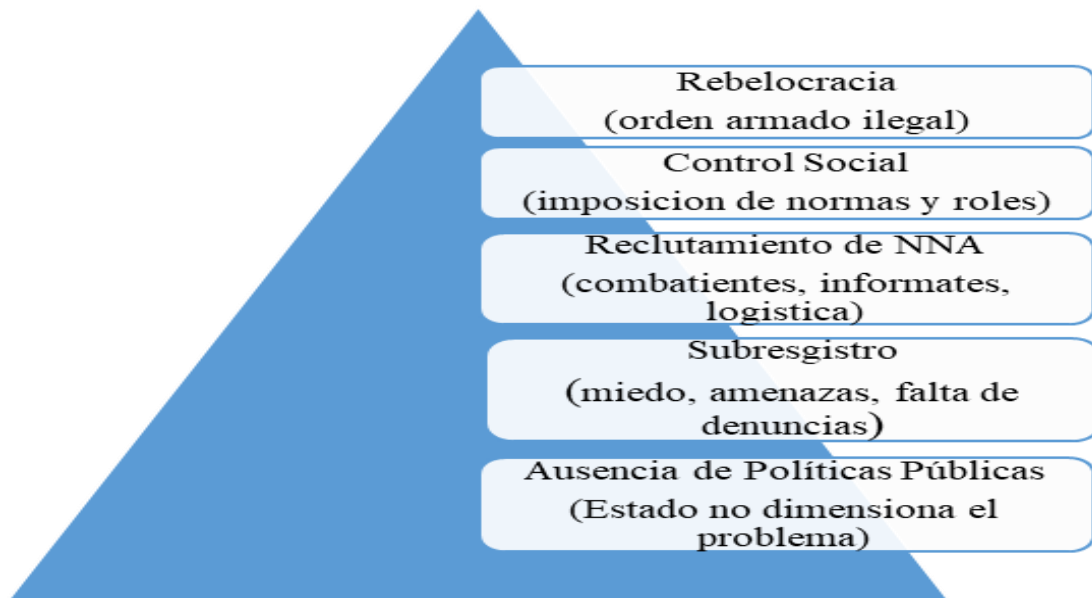 Rebelocracia
(orden armado ilegal)
Control Social
(imposicion de normas y roles)
Reclutamiento de NNA
(combatientes, informates,
logistica)
Subresgistro
(miedo, amenazas, falta de
denuncias)
Ausencia de Políticas Públicas
(Estado no dimensiona el
problema)